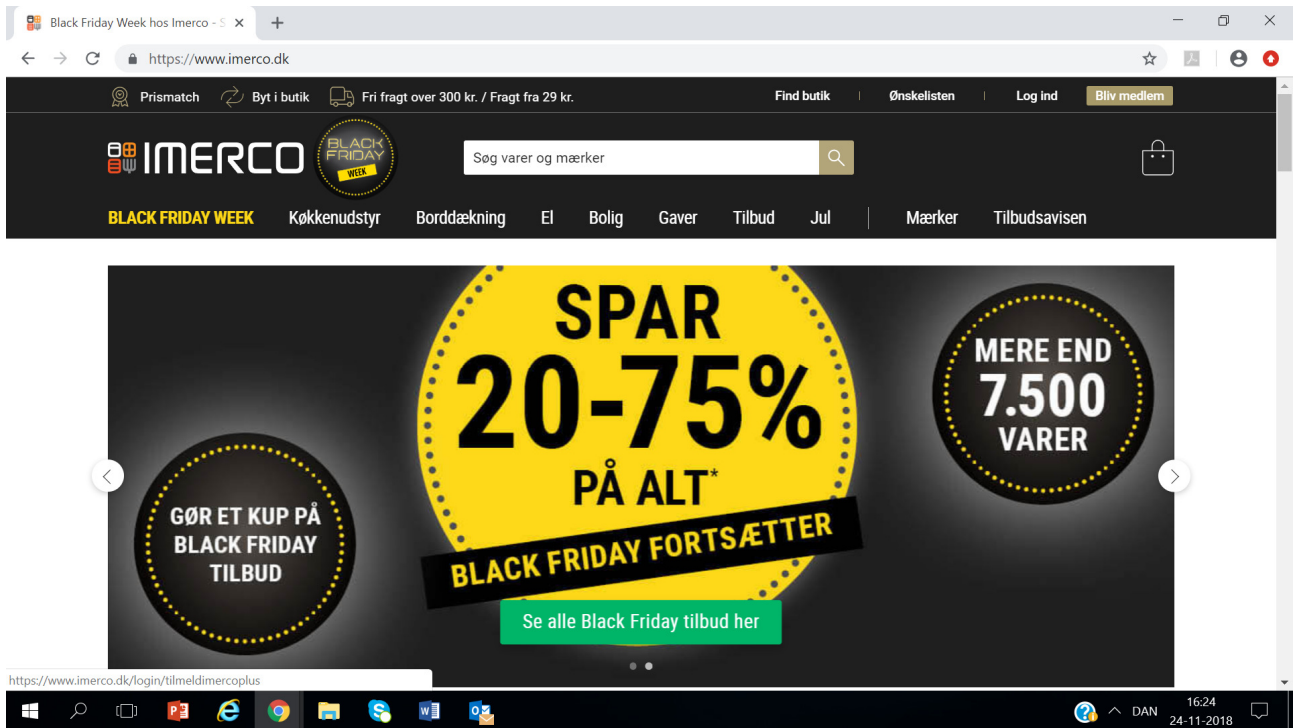 Black Friday Week hos Imerco - S
https://www.imerco.dk
Prismatch Byt i butik Fri fragt over 300 kr. / Fragt fra 29 kr. Find butik Ønskelisten Log ind Bliv medlem
IMERCO
BLACK
FRIDAY
WEEK
Søg varer og mærker
BLACK FRIDAY WEEK Køkkenudstyr Borddækning El Bolig Gaver Tilbud Jul Mærker Tilbudsavisen
SPAR
20-75%
PÅ ALT*
BLACK FRIDAY FORTSÆTTER
MERE END
7.500
VARER
GØR ET KUP PÅ
BLACK FRIDAY
TILBUD
Se alle Black Friday tilbud her
https://www.imerco.dk/login/tilmeldimercoplus
DAN
16:24
24-11-2018